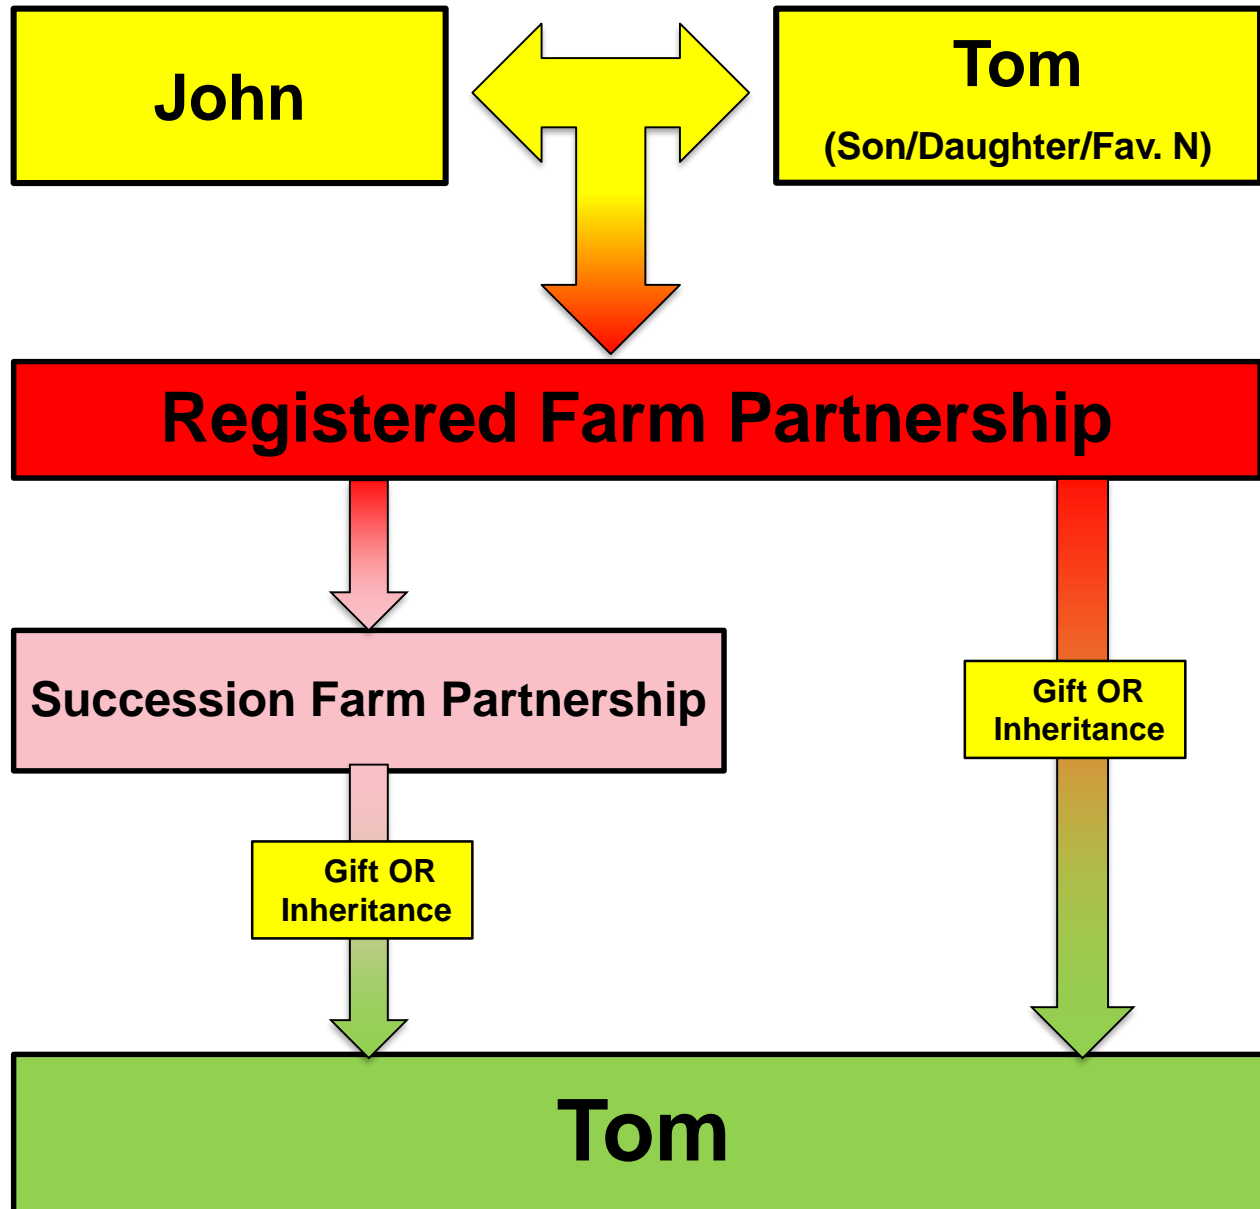 John
Tom
(Son/Daughter/Fav. N)
Registered Farm Partnership
Succession Farm Partnership
Gift OR
Inheritance
Gift OR
Inheritance
Tom